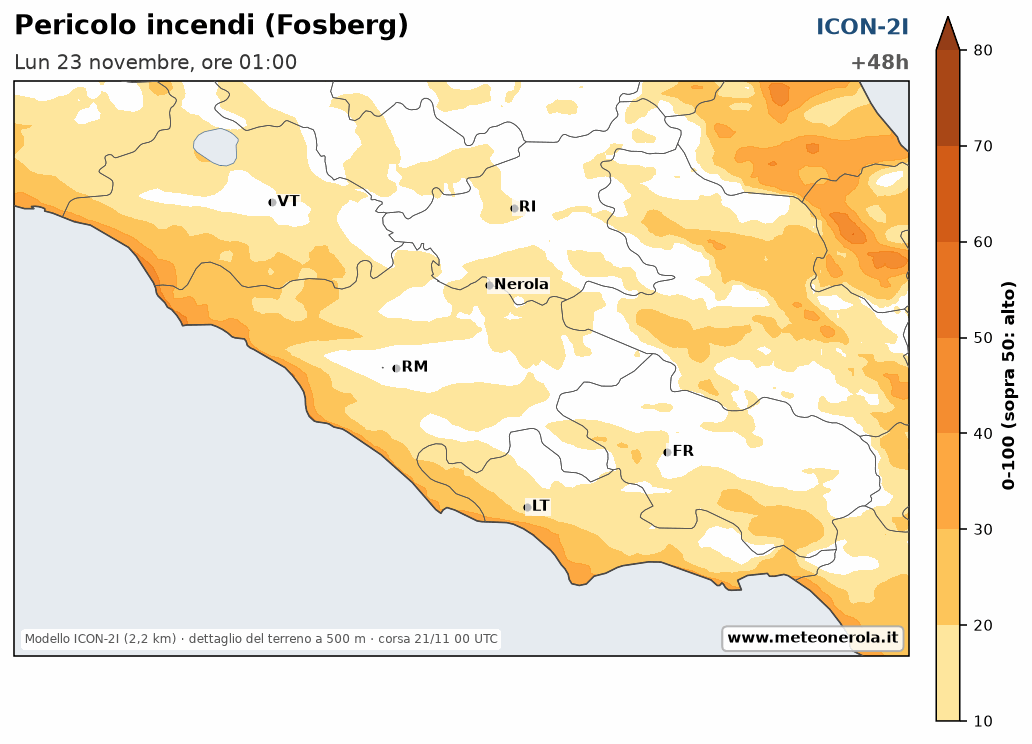 Pericolo incendi (Fosberg)
ICON-2I
Lun 23 novembre, ore 01:00
+48h
VT
RI
Nerola
RM
FR
LT
Modello ICON-2I (2,2 km) · dettaglio del terreno a 500 m · corsa 21/11 00 UTC
www.meteonerola.it
80
70
60
50
40
30
20
10
0-100 (sopra 50: alto)